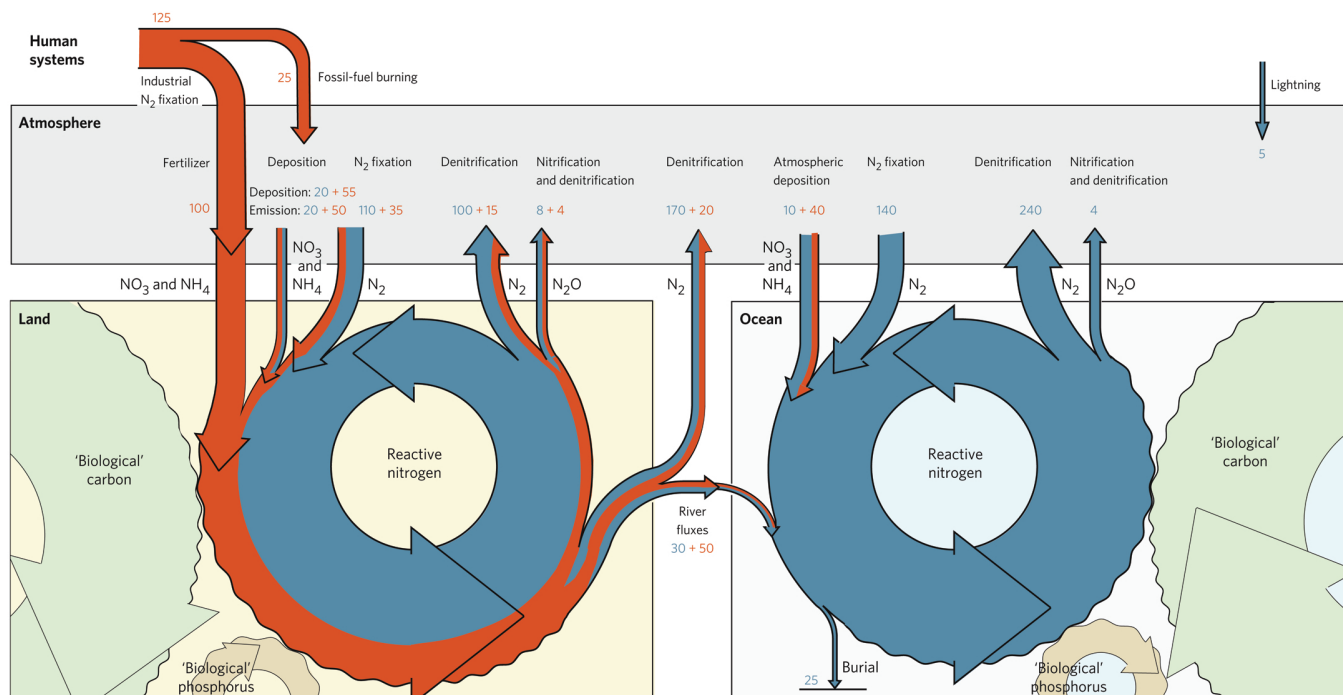 125
Human
systems
Industrial
N₂ fixation
25
Fossil-fuel burning
Lightning
Atmosphere
5
Fertilizer
Deposition
N₂ fixation
Denitrification
Nitrification
and denitrification
Denitrification
Atmospheric
deposition
N₂ fixation
Denitrification
Nitrification
and denitrification
100
Deposition: 20 + 55
Emission: 20 + 50
110 + 35
100 + 15
8 + 4
170 + 20
10 + 40
140
240
4
NO₃ and NH₄
NO₃
and
NH₄
N₂
N₂
N₂O
N₂
NO₃
and
NH₄
N₂
N₂
N₂O
Land
Ocean
'Biological'
carbon
Reactive
nitrogen
Reactive
nitrogen
'Biological'
carbon
River
fluxes
30 + 50
'Biological'
phosphorus
Burial
25
'Biological'
phosphorus